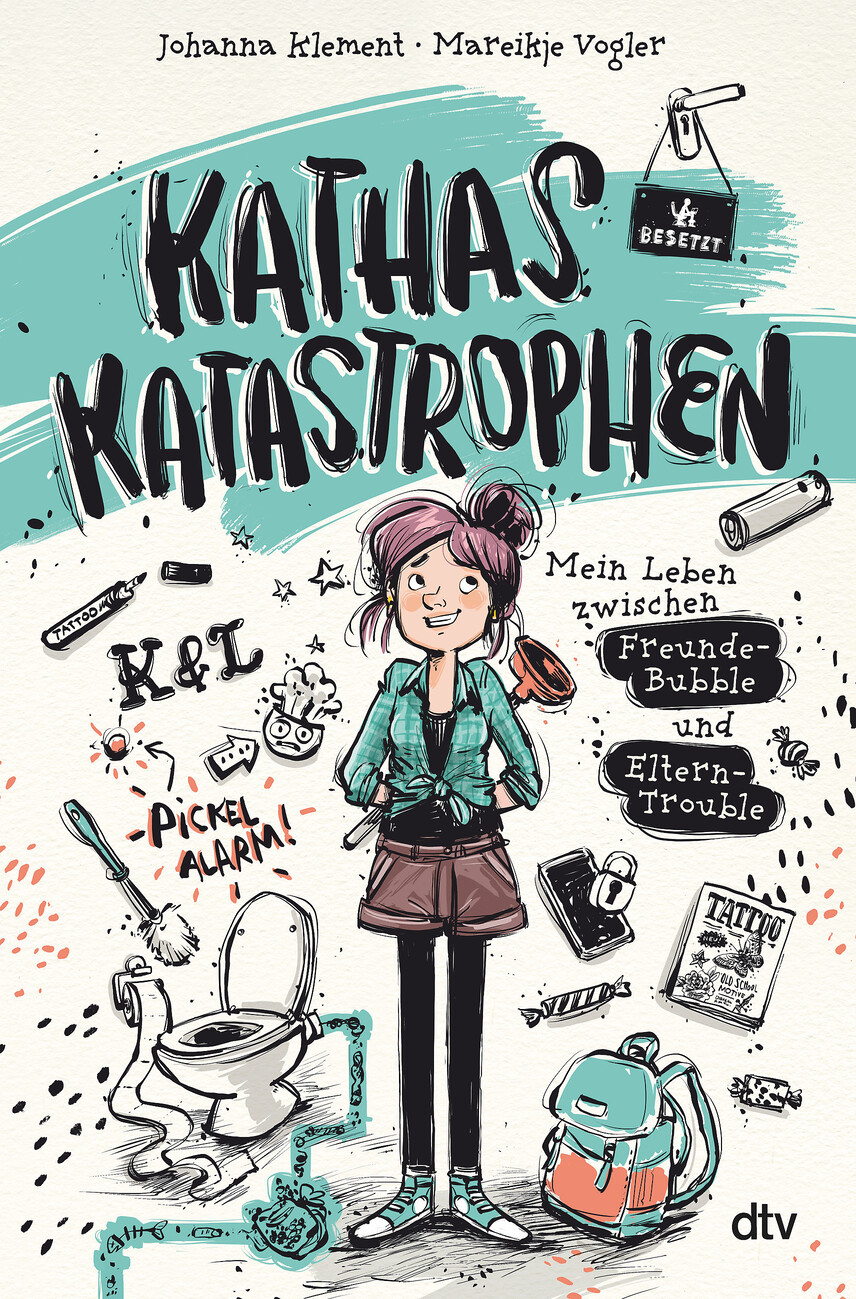 Johanna Klement · Mareikje Vogler
KATHAS
BESETZT
KATASTROPHEN
Mein Leben
zwischen
Freunde-
Bubble
und
Eltern-
Trouble
TATTOO
K & L
PICKEL
ALARM!
TATTOO
OLD SCHOOL
MOTIVE
dtv